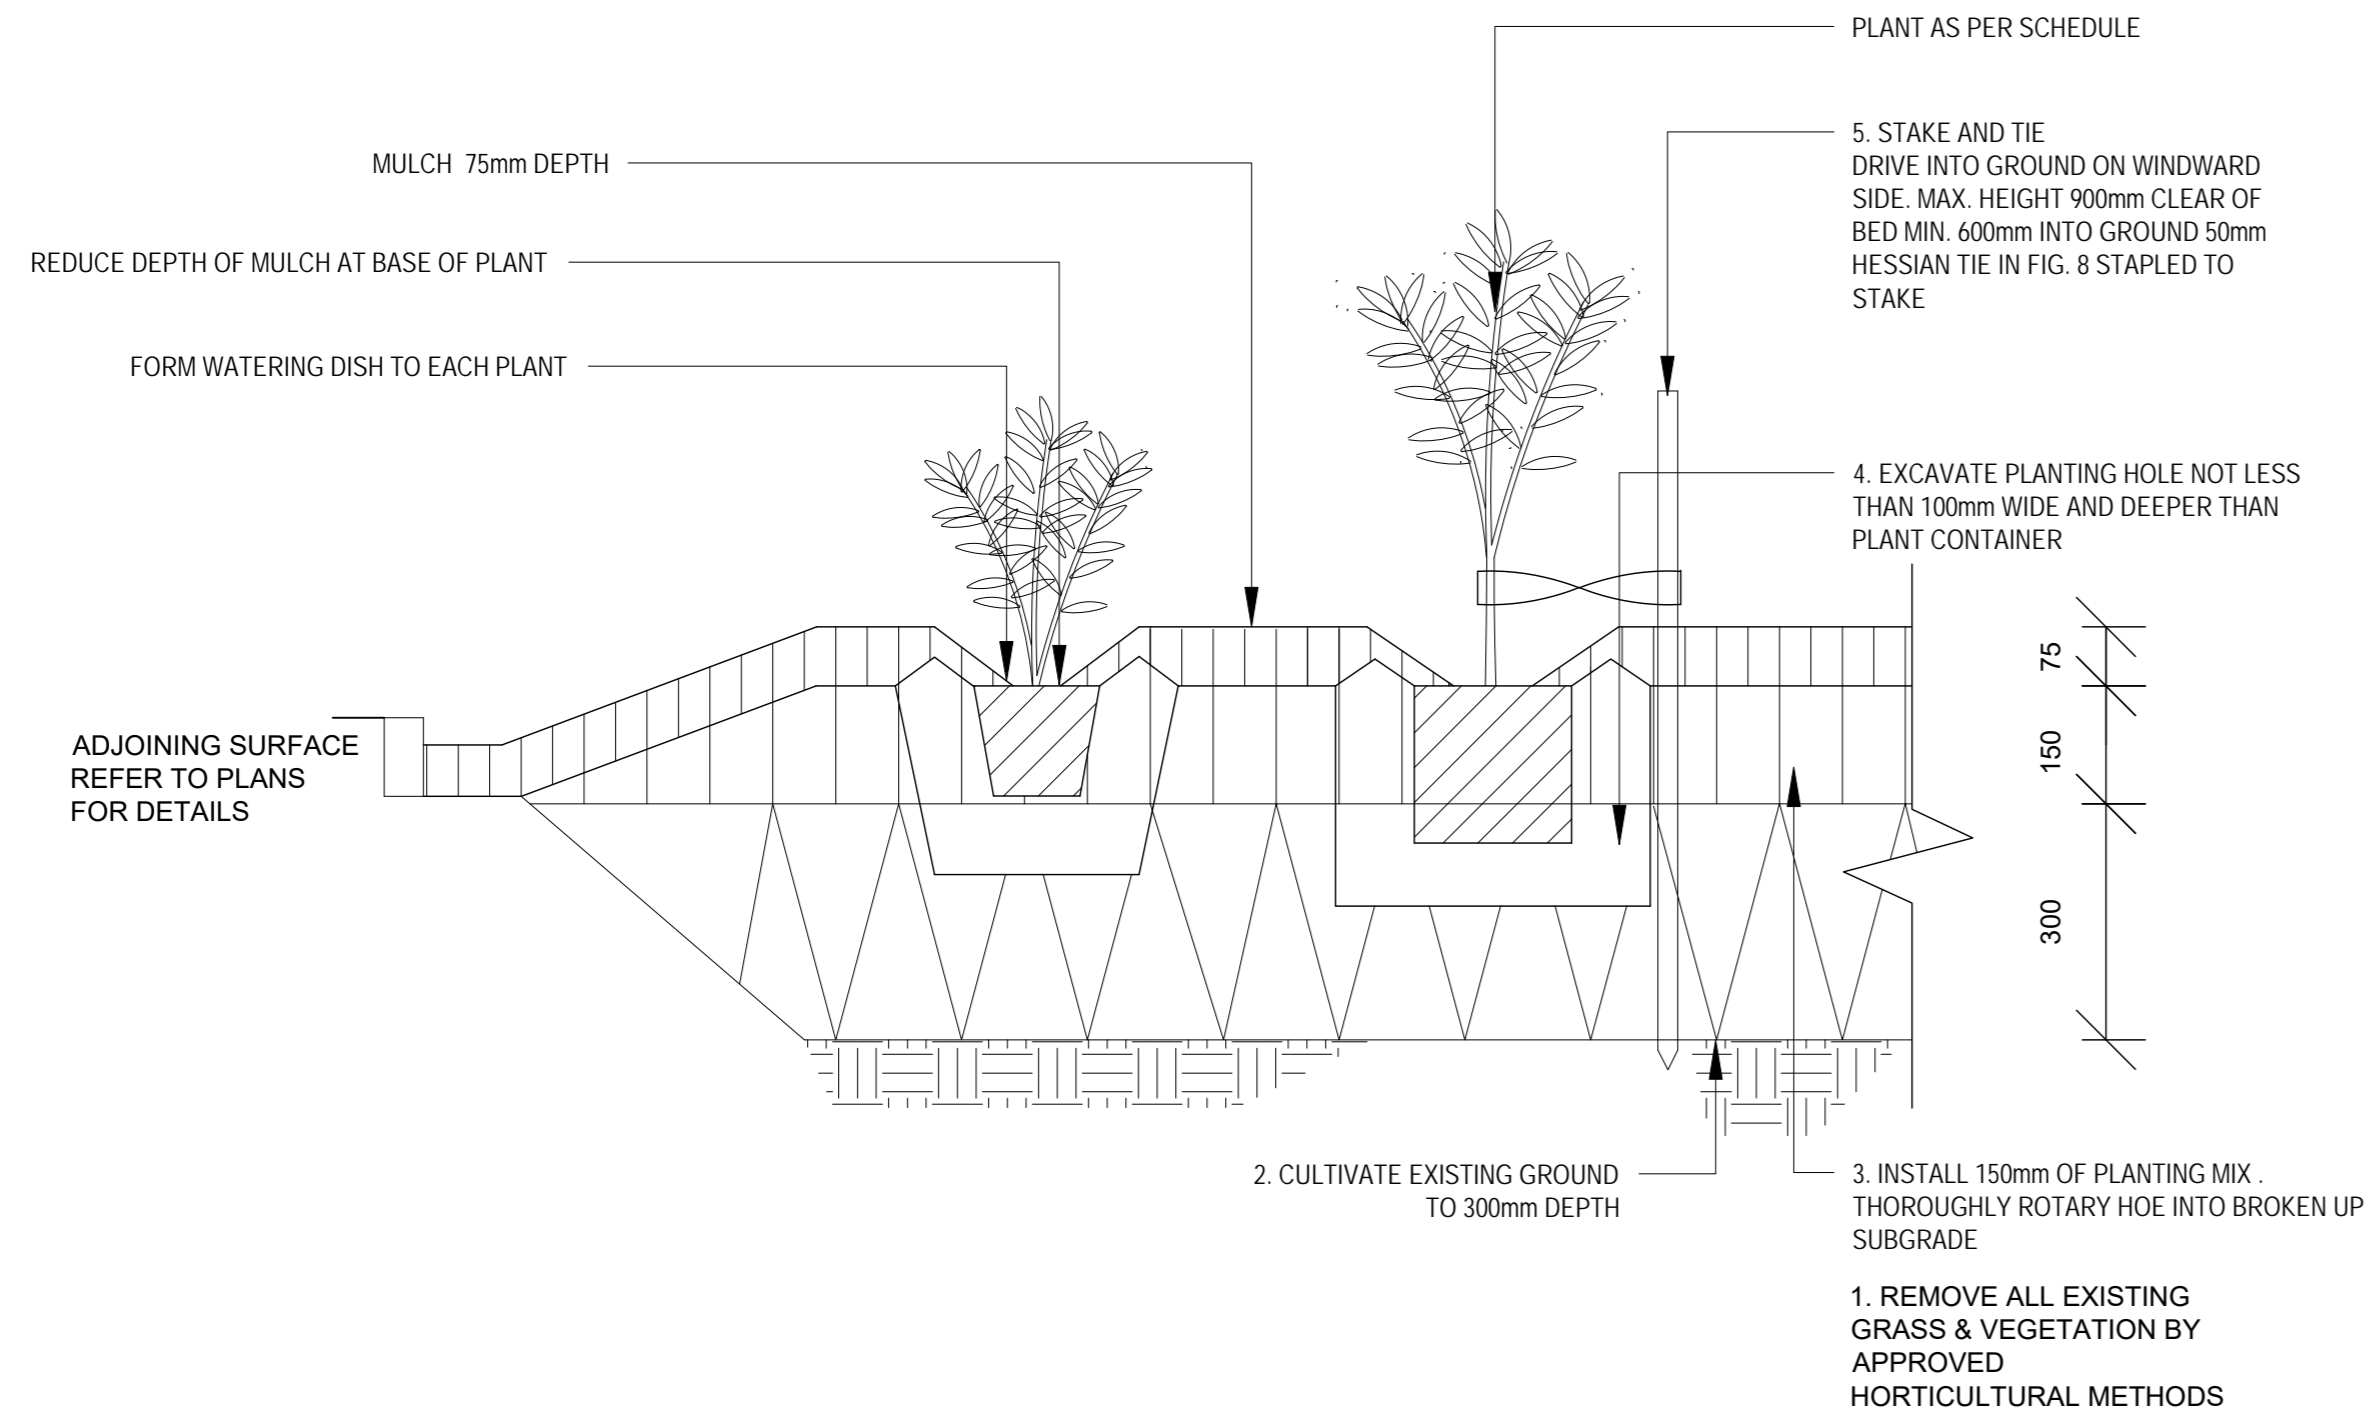 PLANT AS PER SCHEDULE
5. STAKE AND TIE
DRIVE INTO GROUND ON WINDWARD
SIDE. MAX. HEIGHT 900mm CLEAR OF
BED MIN. 600mm INTO GROUND 50mm
HESSIAN TIE IN FIG. 8 STAPLED TO
STAKE
MULCH  75mm DEPTH
REDUCE DEPTH OF MULCH AT BASE OF PLANT
FORM WATERING DISH TO EACH PLANT
4. EXCAVATE PLANTING HOLE NOT LESS
THAN 100mm WIDE AND DEEPER THAN
PLANT CONTAINER
75
150
300
ADJOINING SURFACE
REFER TO PLANS
FOR DETAILS
2. CULTIVATE EXISTING GROUND
TO 300mm DEPTH
3. INSTALL 150mm OF PLANTING MIX .
THOROUGHLY ROTARY HOE INTO BROKEN UP
SUBGRADE
1. REMOVE ALL EXISTING
GRASS & VEGETATION BY
APPROVED
HORTICULTURAL METHODS